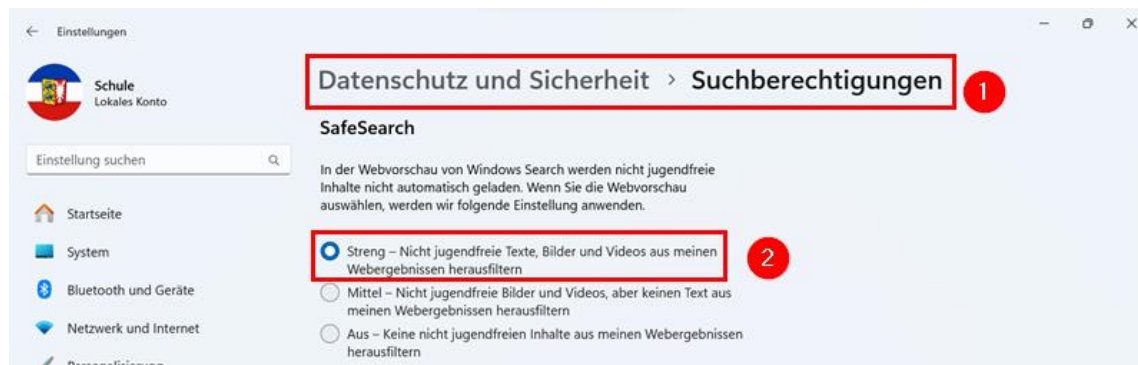 Einstellungen
Schule
Lokales Konto
Einstellung suchen
Startseite
System
Bluetooth und Geräte
Netzwerk und Internet
Personalisierung
Datenschutz und Sicherheit > Suchberechtigungen
1
SafeSearch
In der Webvorschau von Windows Search werden nicht jugendfreie
Inhalte nicht automatisch geladen. Wenn Sie die Webvorschau
auswählen, werden wir folgende Einstellung anwenden.
Streng – Nicht jugendfreie Texte, Bilder und Videos aus meinen
Webergebnissen herausfiltern
2
Mittel – Nicht jugendfreie Bilder und Videos, aber keinen Text aus
meinen Webergebnissen herausfiltern
Aus – Keine nicht jugendfreien Inhalte aus meinen Webergebnissen
herausfiltern